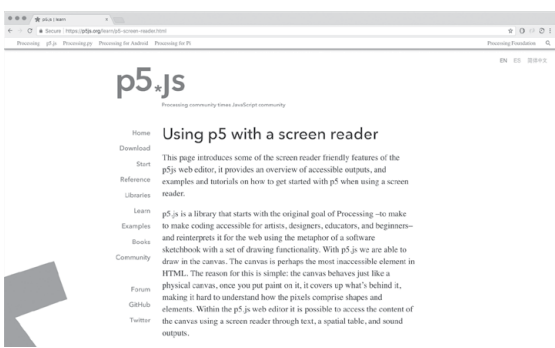 p5.js | learn
Secure | https://p5js.org/learn/p5-screen-reader.html
Processing p5.js Processing.py Processing for Android Processing for Pi Processing Foundation
EN ES 简体中文
p5*JS
Processing community times JavaScript community
Home
Download
Start
Reference
Libraries
Learn
Examples
Books
Community
Forum
GitHub
Twitter
Using p5 with a screen reader
This page introduces some of the screen reader friendly features of the
p5js web editor, it provides an overview of accessible outputs, and
examples and tutorials on how to get started with p5 when using a screen
reader.
p5.js is a library that starts with the original goal of Processing –to make
to make coding accessible for artists, designers, educators, and beginners–
and reinterprets it for the web using the metaphor of a software
sketchbook with a set of drawing functionality. With p5.js we are able to
draw in the canvas. The canvas is perhaps the most inaccessible element in
HTML. The reason for this is simple: the canvas behaves just like a
physical canvas, once you put paint on it, it covers up what's behind it,
making it hard to understand how the pixels comprise shapes and
elements. Within the p5.js web editor it is possible to access the content of
the canvas using a screen reader through text, a spatial table, and sound
outputs.